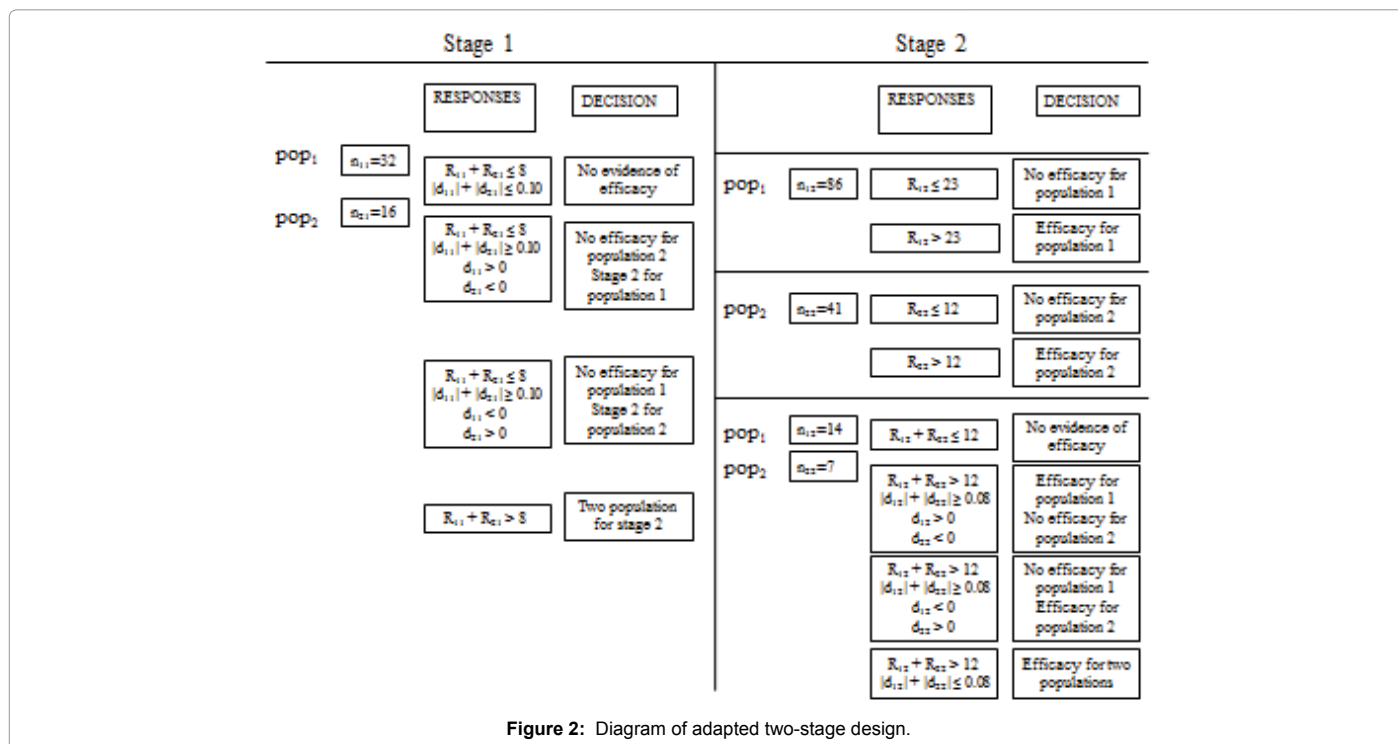 Stage 1
RESPONSES
DECISION
pop₁
n₁₁=32
pop₂
n₂₁=16
R₁₁ + R₂₁ ≤ 8
|d₁₁| + |d₂₁| ≤ 0.10
No evidence of
efficacy
R₁₁ + R₂₁ ≤ 8
|d₁₁| + |d₂₁| ≥ 0.10
d₁₁ > 0
d₂₁ < 0
No efficacy for
population 2
Stage 2 for
population 1
R₁₁ + R₂₁ ≤ 8
|d₁₁| + |d₂₁| ≥ 0.10
d₁₁ < 0
d₂₁ > 0
No efficacy for
population 1
Stage 2 for
population 2
R₁₁ + R₂₁ > 8
Two population
for stage 2
Stage 2
RESPONSES
DECISION
pop₁
n₁₂=86
R₁₂ ≤ 23
No efficacy for
population 1
R₁₂ > 23
Efficacy for
population 1
pop₂
n₂₂=41
R₂₂ ≤ 12
No efficacy for
population 2
R₂₂ > 12
Efficacy for
population 2
pop₁
n₁₂=14
pop₂
n₂₂=7
R₁₂ + R₂₂ ≤ 12
No evidence of
efficacy
R₁₂ + R₂₂ > 12
|d₁₂| + |d₂₂| ≥ 0.08
d₁₂ > 0
d₂₂ < 0
Efficacy for
population 1
No efficacy for
population 2
R₁₂ + R₂₂ > 12
|d₁₂| + |d₂₂| ≥ 0.08
d₁₂ < 0
d₂₂ > 0
No efficacy for
population 1
Efficacy for
population 2
R₁₂ + R₂₂ > 12
|d₁₂| + |d₂₂| ≤ 0.08
Efficacy for two
populations
Figure 2: Diagram of adapted two-stage design.